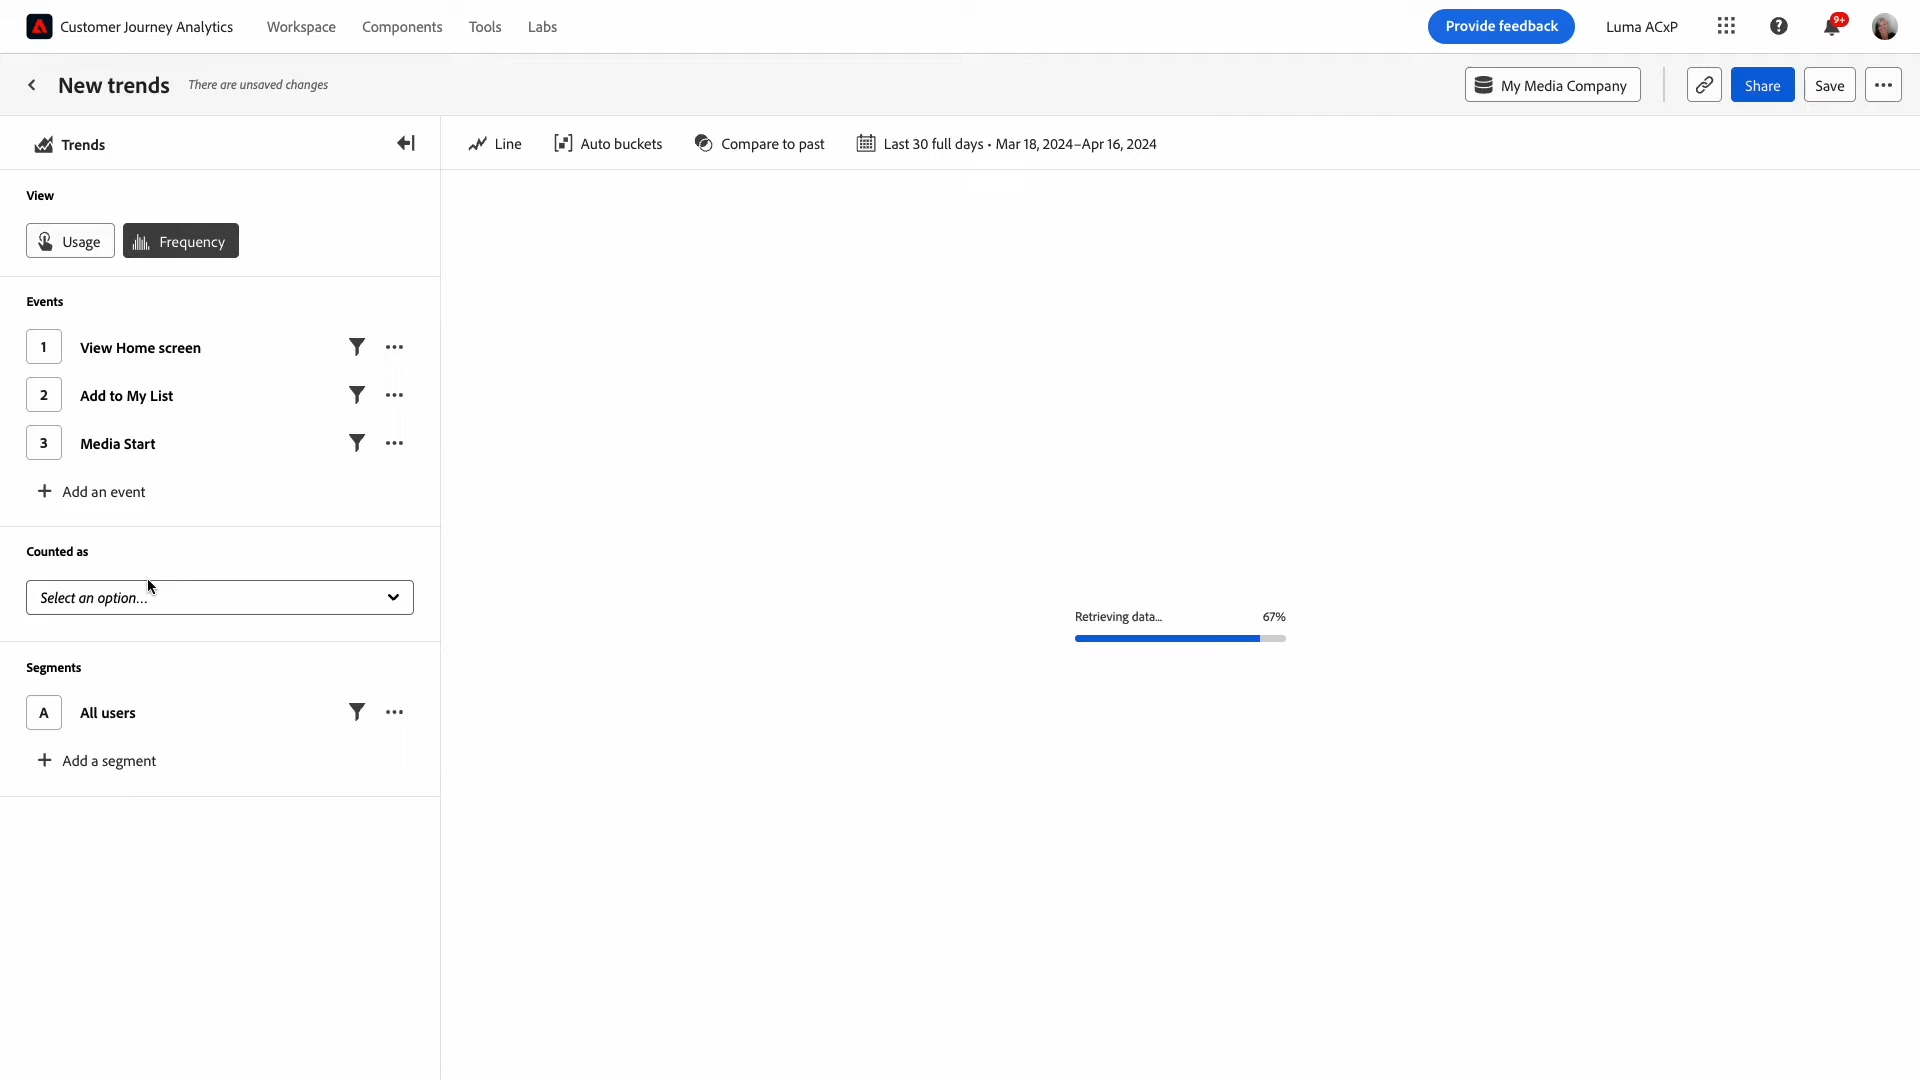 Customer Journey Analytics Workspace Components Tools Labs Provide feedback Luma ACxP 9+
New trends There are unsaved changes My Media Company Share Save
Trends Line Auto buckets Compare to past Last 30 full days • Mar 18, 2024–Apr 16, 2024
View
Usage Frequency
Events
1 View Home screen
2 Add to My List
3 Media Start
Add an event
Counted as
Select an option...
Retrieving data... 67%
Segments
A All users
Add a segment